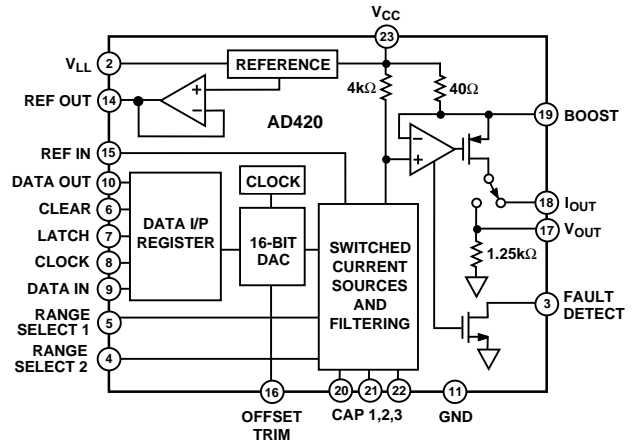 VCC
23
VLL
2
REFERENCE
4kΩ
40Ω
REF OUT
14
+
−
AD420
−
+
19
BOOST
REF IN
15
DATA OUT
10
CLOCK
18
IOUT
CLEAR
6
DATA I/P
REGISTER
16-BIT
DAC
SWITCHED
CURRENT
SOURCES
AND
FILTERING
17
VOUT
LATCH
7
1.25kΩ
CLOCK
8
DATA IN
9
3
FAULT
DETECT
RANGE
SELECT 1
5
RANGE
SELECT 2
4
16
20
21
22
11
OFFSET
TRIM
CAP 1,2,3
GND